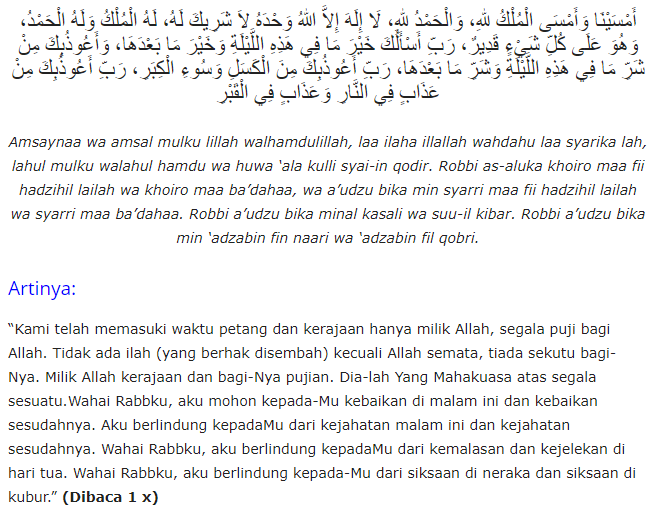 أَمْسَيْنَا وَأَمْسَى الْمُلْكُ للهِ، وَالْحَمْدُ للهِ، لَا إِلَهَ إِلاَّ اللهُ وَحْدَهُ لاَ شَرِيكَ لَهُ، لَهُ الْمُلْكُ وَلَهُ الْحَمْدُ،
وَهُوَ عَلَى كُلِّ شَيْءٍ قَدِيرٌ، رَبِّ أَسْأَلُكَ خَيْرَ مَا فِي هَذِهِ اللَّيْلَةِ وَخَيْرَ مَا بَعْدَهَا، وَأَعُوذُبِكَ مِنْ
شَرِّ مَا فِي هَذِهِ اللَّيْلَةِ وَشَرِّ مَا بَعْدَهَا، رَبِّ أَعُوذُبِكَ مِنَ الْكَسَلِ وَسُوءِ الْكِبَرِ، رَبِّ أَعُوذُبِكَ مِنْ
عَذَابٍ فِي النَّارِ وَعَذَابٍ فِي الْقَبْرِ
Amsaynaa wa amsal mulku lillah walhamdulillah, laa ilaha illallah wahdahu laa syarika lah,
lahul mulku walahul hamdu wa huwa ‘ala kulli syai-in qodir. Robbi as-aluka khoiro maa fii
hadzihil lailah wa khoiro maa ba’dahaa, wa a’udzu bika min syarri maa fii hadzihil lailah
wa syarri maa ba’dahaa. Robbi a’udzu bika minal kasali wa suu-il kibar. Robbi a’udzu bika
min ‘adzabin fin naari wa ‘adzabin fil qobri.
Artinya:
“Kami telah memasuki waktu petang dan kerajaan hanya milik Allah, segala puji bagi
Allah. Tidak ada ilah (yang berhak disembah) kecuali Allah semata, tiada sekutu bagi-
Nya. Milik Allah kerajaan dan bagi-Nya pujian. Dia-lah Yang Mahakuasa atas segala
sesuatu.Wahai Rabbku, aku mohon kepada-Mu kebaikan di malam ini dan kebaikan
sesudahnya. Aku berlindung kepadaMu dari kejahatan malam ini dan kejahatan
sesudahnya. Wahai Rabbku, aku berlindung kepadaMu dari kemalasan dan kejelekan di
hari tua. Wahai Rabbku, aku berlindung kepada-Mu dari siksaan di neraka dan siksaan di
kubur.” (Dibaca 1 x)